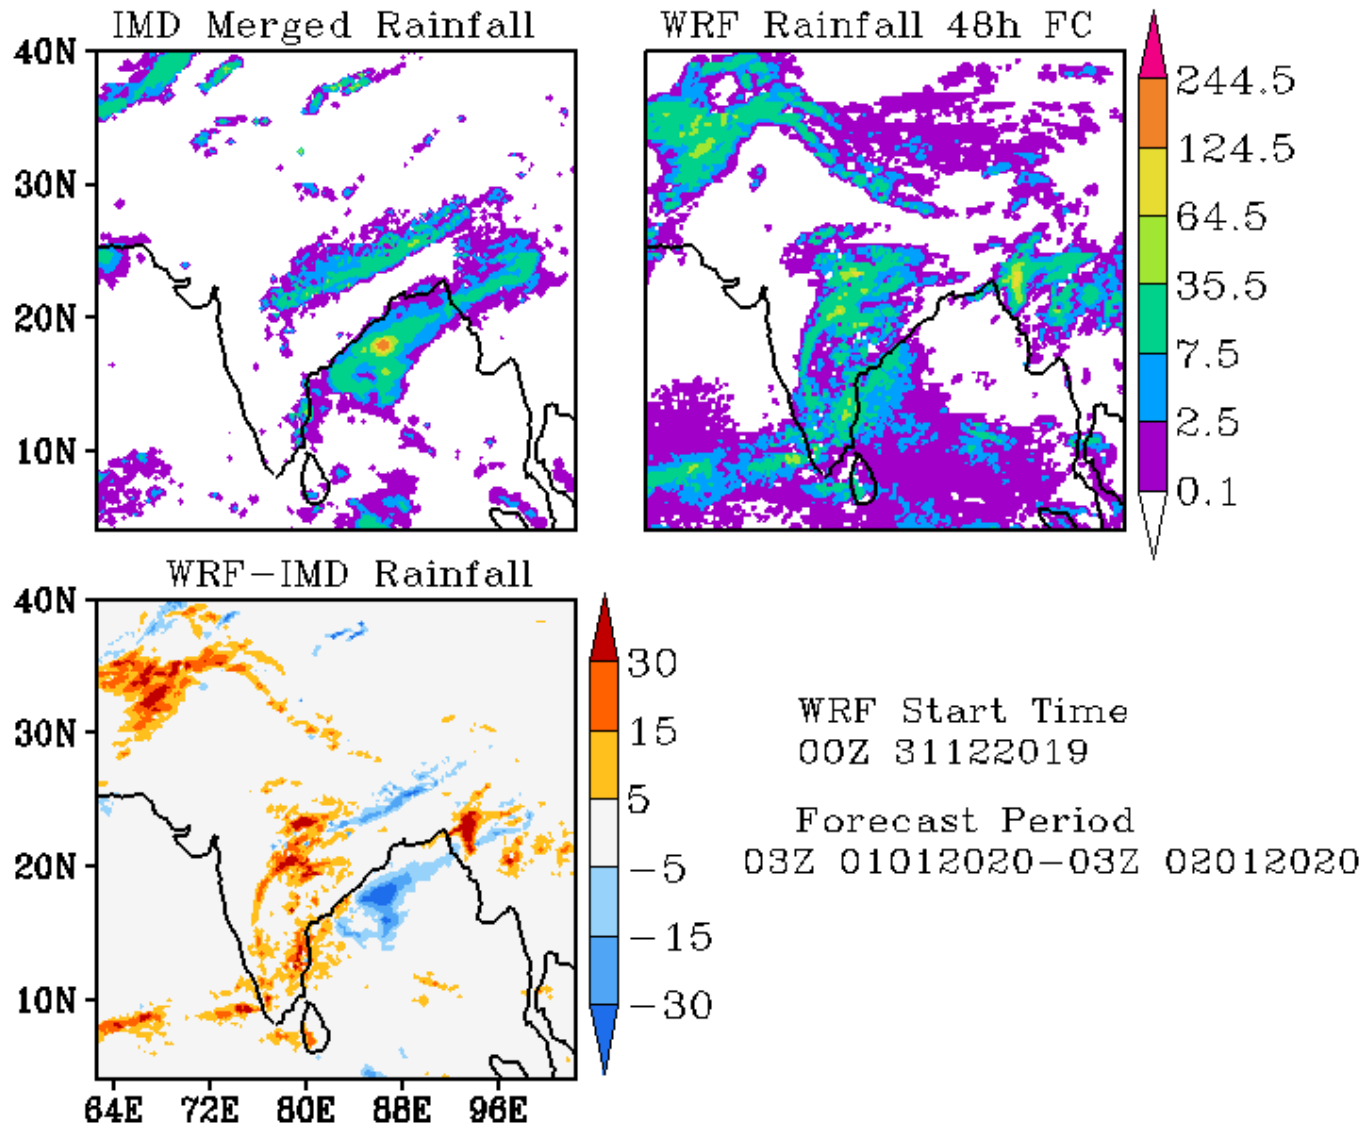 IMD Merged Rainfall
WRF Rainfall 48h FC
40N
30N
20N
10N
244.5
124.5
64.5
35.5
7.5
2.5
0.1
WRF-IMD Rainfall
40N
30N
20N
10N
64E 72E 80E 88E 96E
30
15
5
-5
-15
-30
WRF Start Time
00Z 31122019
Forecast Period
03Z 01012020-03Z 02012020